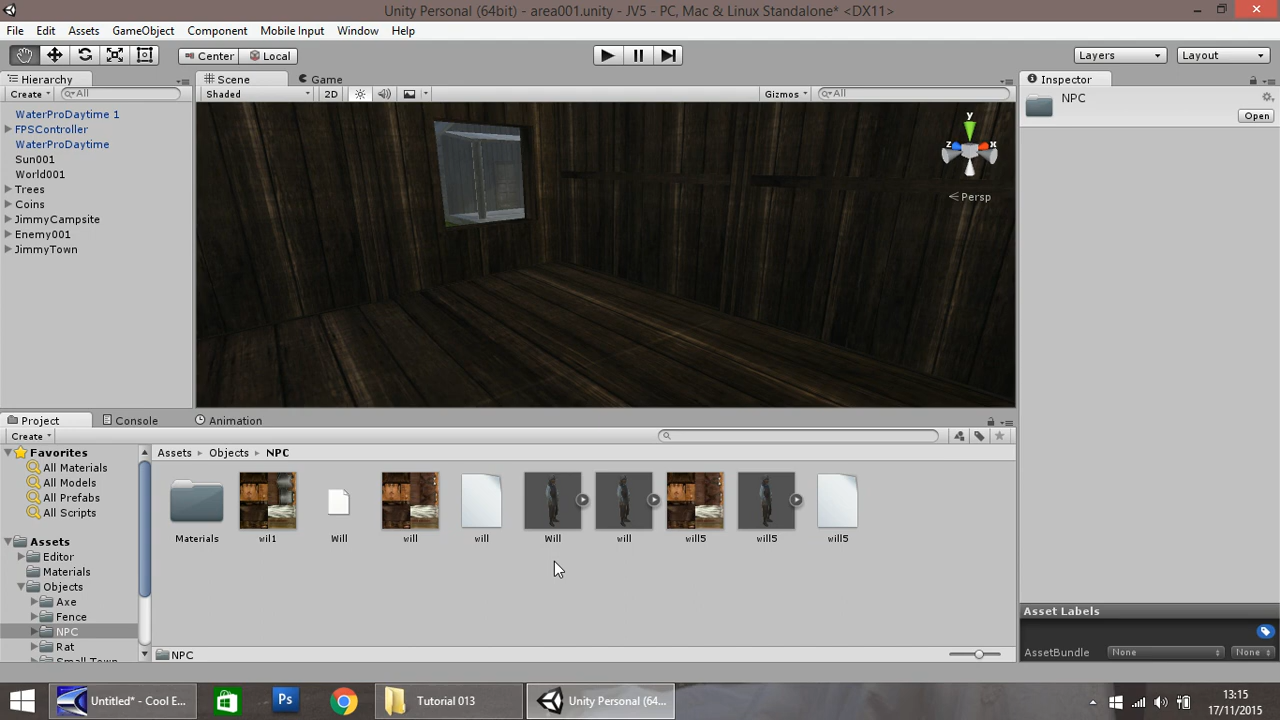 Unity Personal (64bit) - area001.unity - JV5 - PC, Mac & Linux Standalone* <DX11>
File Edit Assets GameObject Component Mobile Input Window Help
Center Local Layers Layout
Hierarchy Scene Game Inspector
Create All Shaded 2D Gizmos All NPC
Open
WaterProDaytime 1
FPSController
WaterProDaytime
Sun001
World001
Trees
Coins
JimmyCampsite
Enemy001
JimmyTown
y
z x
Persp
Project Console Animation
Create
Favorites
All Materials
All Models
All Prefabs
All Scripts
Assets
Editor
Materials
Objects
Axe
Fence
NPC
Rat
Small Town
Assets Objects NPC
Materials wil1 Will will will Will will will5 will5 will5
NPC
Asset Labels
AssetBundle None None
Untitled* - Cool E... Ps Tutorial 013 Unity Personal (64...
13:15
17/11/2015